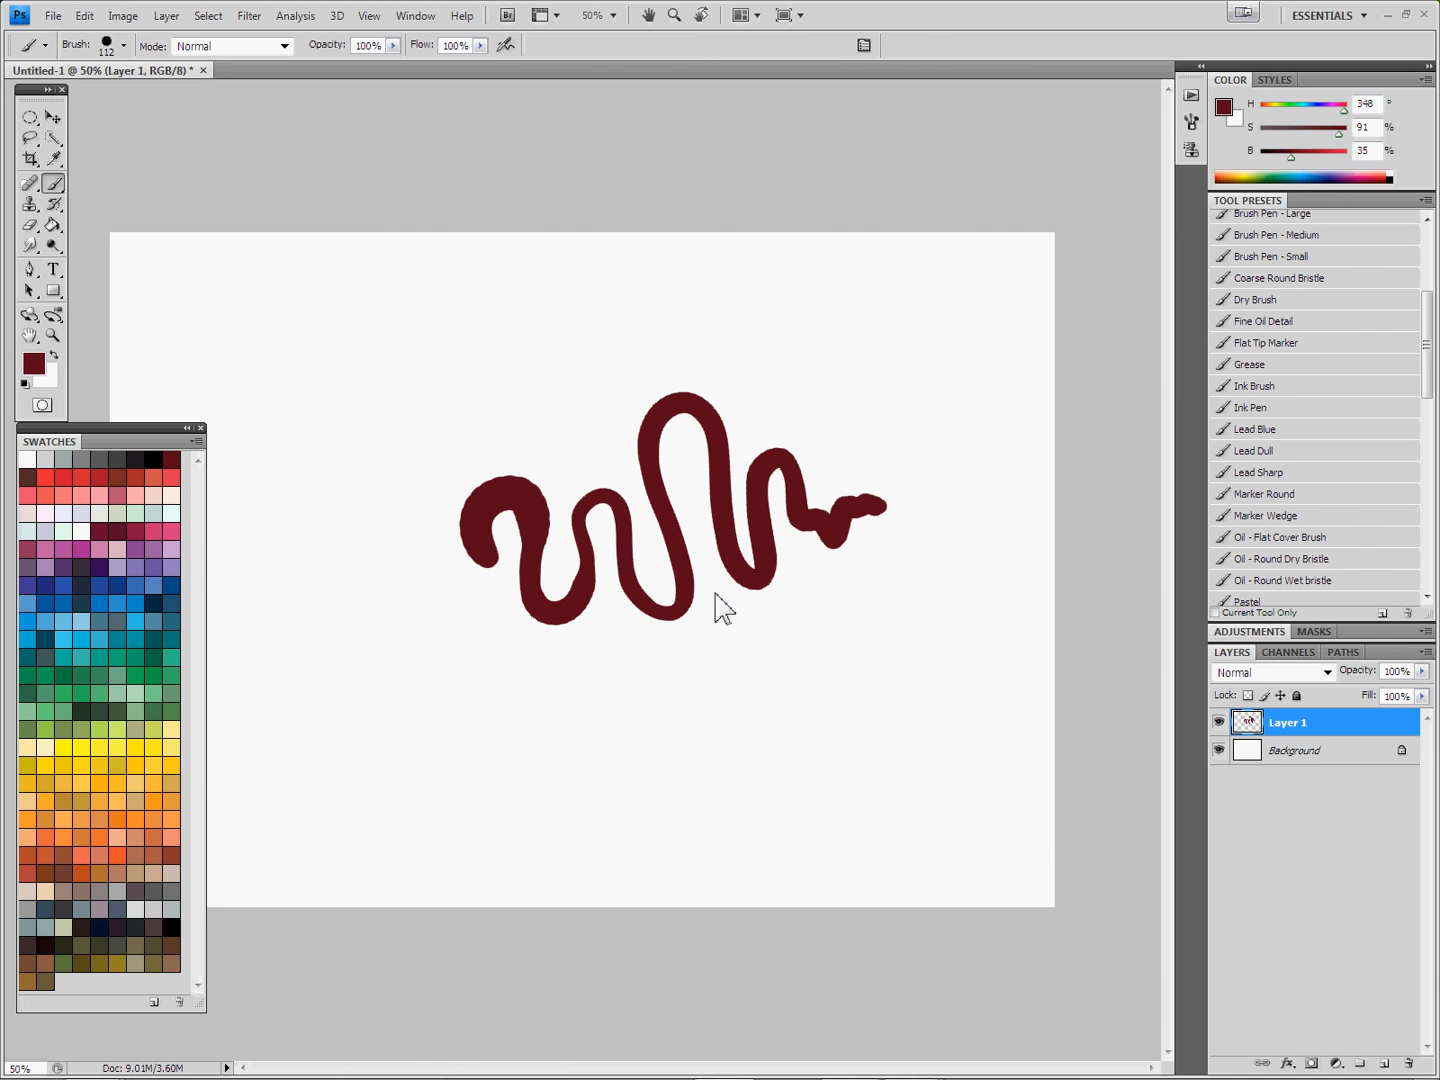 Ps File Edit Image Layer Select Filter Analysis 3D View Window Help Br 50% ESSENTIALS
Brush: 112 Mode: Normal Opacity: 100% Flow: 100%
Untitled-1 @ 50% (Layer 1, RGB/8) *
COLOR STYLES
H 348 °
S 91 %
B 35 %
TOOL PRESETS
Brush Pen - Large
Brush Pen - Medium
Brush Pen - Small
Coarse Round Bristle
Dry Brush
Fine Oil Detail
Flat Tip Marker
Grease
Ink Brush
Ink Pen
Lead Blue
Lead Dull
Lead Sharp
Marker Round
Marker Wedge
Oil - Flat Cover Brush
Oil - Round Dry Bristle
Oil - Round Wet bristle
Pastel
Current Tool Only
ADJUSTMENTS MASKS
LAYERS CHANNELS PATHS
Normal Opacity: 100%
Lock: Fill: 100%
Layer 1
Background
SWATCHES
50% Doc: 9.01M/3.60M